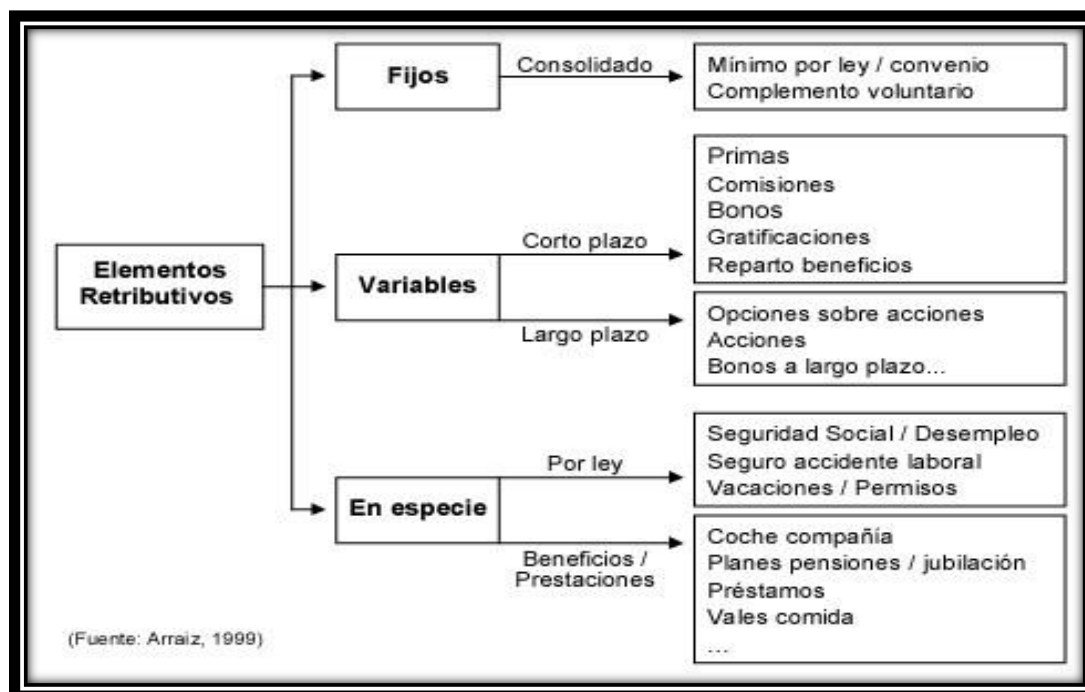 Elementos
Retributivos
Fijos
Consolidado
Mínimo por ley / convenio
Complemento voluntario
Variables
Corto plazo
Primas
Comisiones
Bonos
Gratificaciones
Reparto beneficios
Largo plazo
Opciones sobre acciones
Acciones
Bonos a largo plazo...
En especie
Por ley
Seguridad Social / Desempleo
Seguro accidente laboral
Vacaciones / Permisos
Beneficios /
Prestaciones
Coche compañía
Planes pensiones / jubilación
Préstamos
Vales comida
...
(Fuente: Arraiz, 1999)